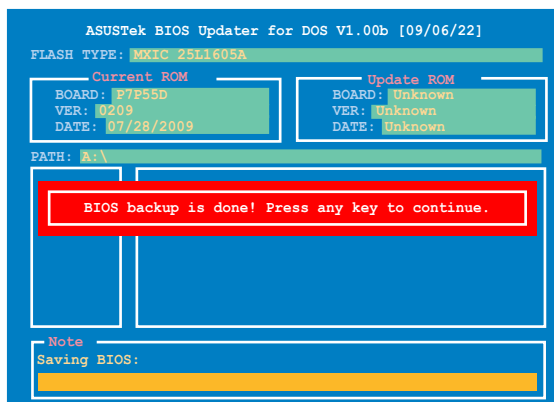 ASUSTek BIOS Updater for DOS V1.00b [09/06/22]
FLASH TYPE: MXIC 25L1605A
Current ROM
BOARD: P7P55D
VER: 0209
DATE: 07/28/2009
Update ROM
BOARD: Unknown
VER: Unknown
DATE: Unknown
PATH: A:\
BIOS backup is done! Press any key to continue.
Note
Saving BIOS: